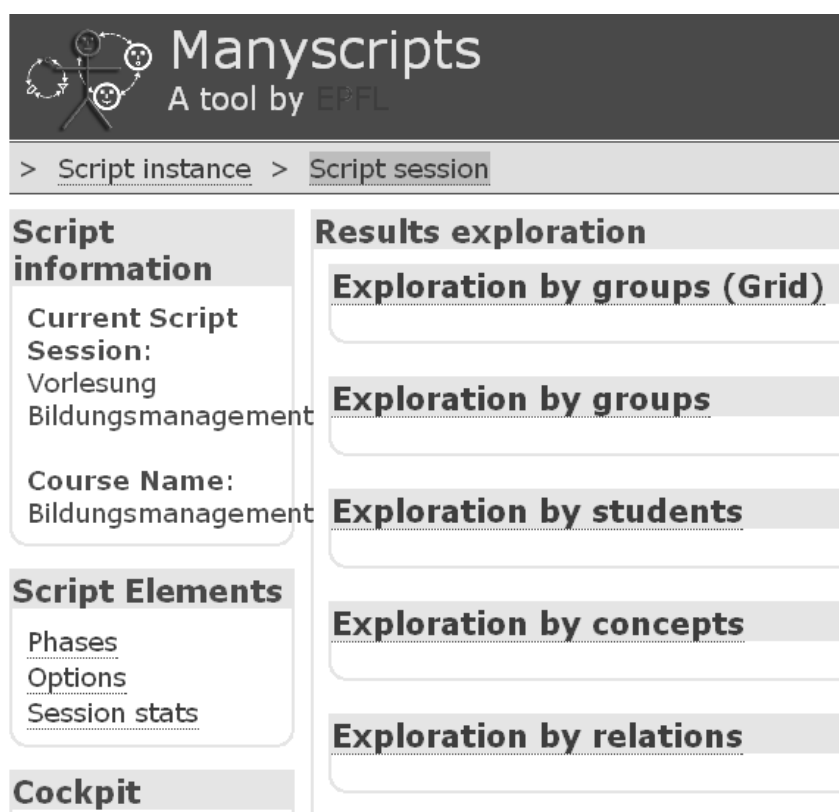 Manyscripts
A tool by EPFL
> Script instance > Script session
Script
information
Current Script
Session:
Vorlesung
Bildungsmanagement
Course Name:
Bildungsmanagement
Script Elements
Phases
Options
Session stats
Cockpit
Results exploration
Exploration by groups (Grid)
Exploration by groups
Exploration by students
Exploration by concepts
Exploration by relations